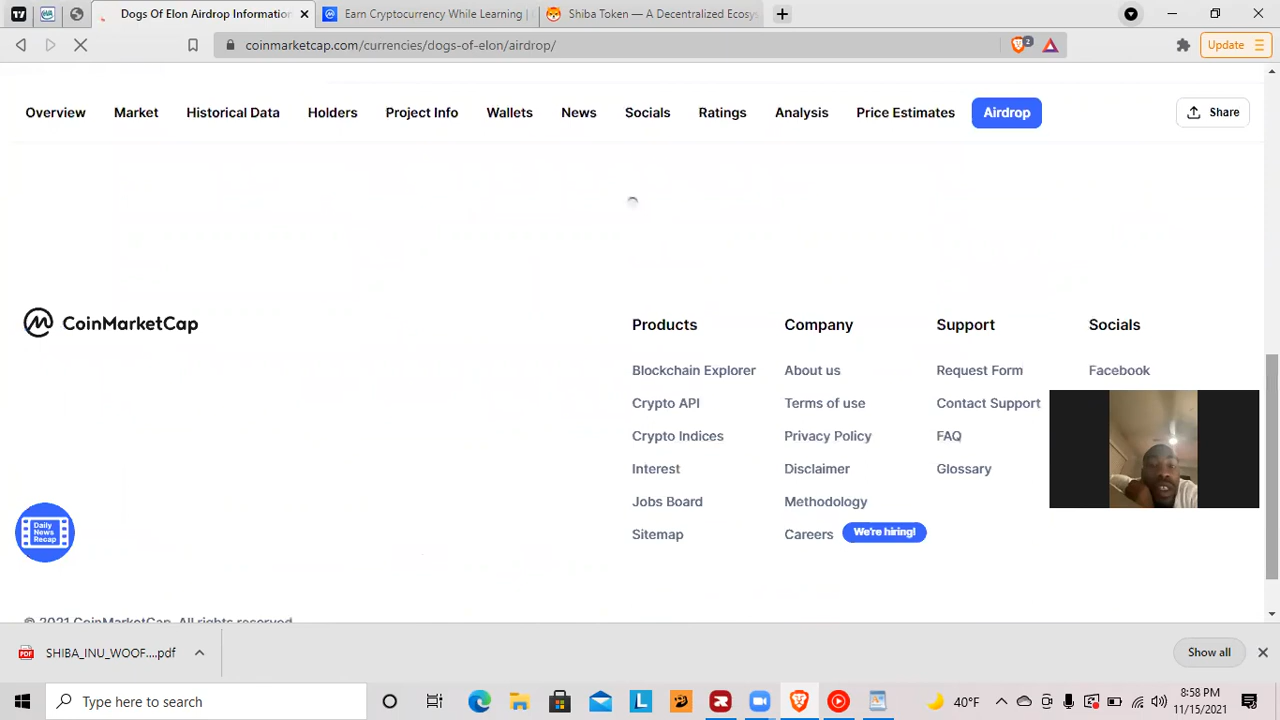 Dogs Of Elon Airdrop Information
Earn Cryptocurrency While Learning |
Shiba Token — A Decentralized Ecosy
coinmarketcap.com/currencies/dogs-of-elon/airdrop/
2
Update
Overview Market Historical Data Holders Project Info Wallets News Socials Ratings Analysis Price Estimates Airdrop Share
CoinMarketCap
Products Company Support Socials
Blockchain Explorer About us Request Form Facebook
Crypto API Terms of use Contact Support
Crypto Indices Privacy Policy FAQ
Interest Disclaimer Glossary
Jobs Board Methodology
Sitemap Careers We're hiring!
Daily
News
Recap
© 2021 CoinMarketCap. All rights reserved
PDF SHIBA_INU_WOOF....pdf Show all
Type here to search
L
40°F
8:58 PM
11/15/2021